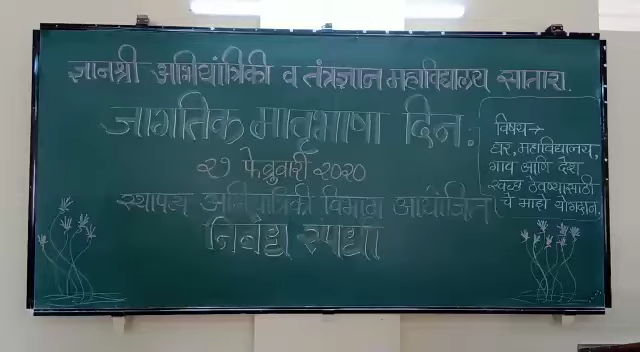 ज्ञानश्री अभियांत्रिकी व तंत्रज्ञान महाविद्यालय सातारा.
जागतिक मातृभाषा दिन :
२७ फेब्रुवारी २०२०
स्थापत्य अभियांत्रिकी विभाग आयोजित
निबंध स्पर्धा
विषय →
घर, महाविद्यालय,
गाव आणि देश
स्वच्छ ठेवण्यासाठी
चे माझे योगदान.